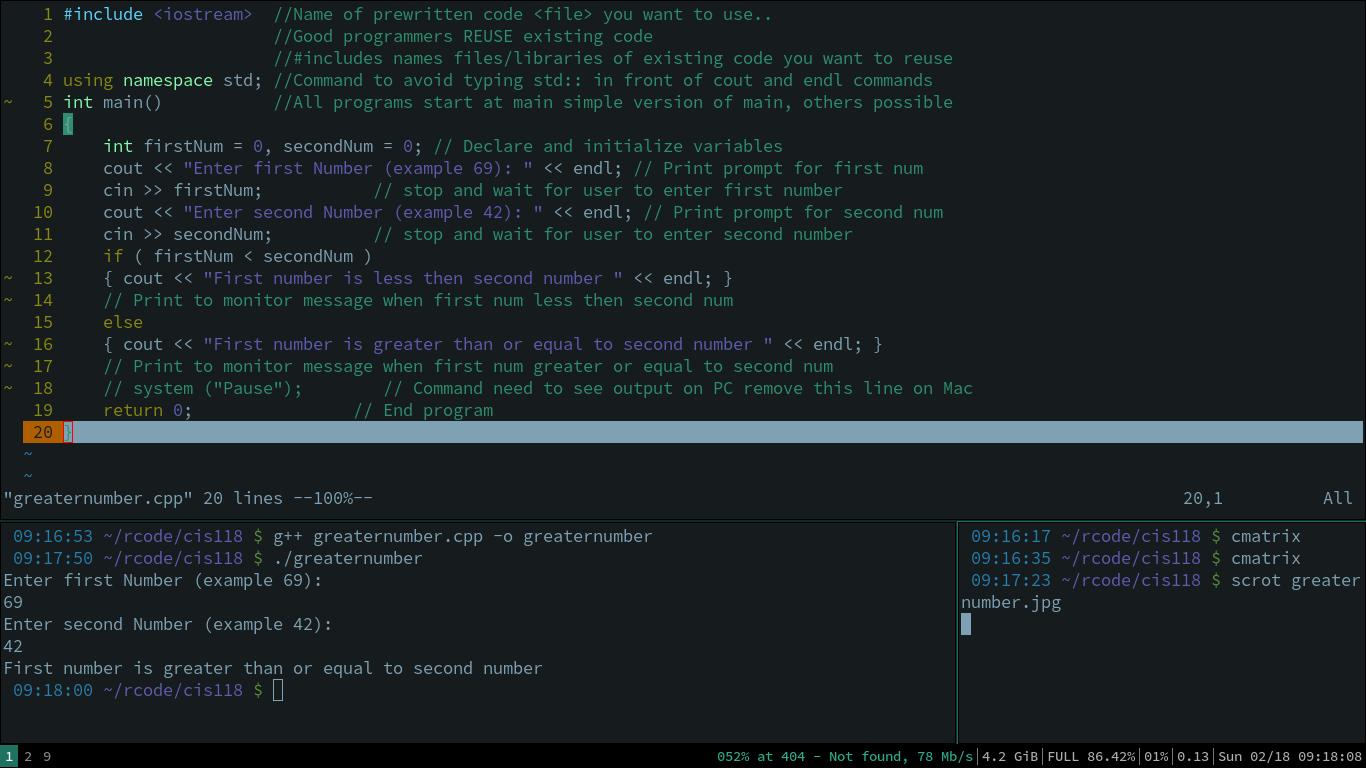 1 #include <iostream>  //Name of prewritten code <file> you want to use..
2                      //Good programmers REUSE existing code
3                      //#includes names files/libraries of existing code you want to reuse
4 using namespace std; //Command to avoid typing std:: in front of cout and endl commands
~ 5 int main()           //All programs start at main simple version of main, others possible
6 {
7     int firstNum = 0, secondNum = 0; // Declare and initialize variables
8     cout << "Enter first Number (example 69): " << endl; // Print prompt for first num
9     cin >> firstNum;           // stop and wait for user to enter first number
10     cout << "Enter second Number (example 42): " << endl; // Print prompt for second num
11     cin >> secondNum;          // stop and wait for user to enter second number
12     if ( firstNum < secondNum )
~ 13     { cout << "First number is less then second number " << endl; }
~ 14     // Print to monitor message when first num less then second num
15     else
~ 16     { cout << "First number is greater than or equal to second number " << endl; }
~ 17     // Print to monitor message when first num greater or equal to second num
~ 18     // system ("Pause");        // Command need to see output on PC remove this line on Mac
19     return 0;                // End program
20 }
~
~
"greaternumber.cpp" 20 lines --100%--    20,1    All
09:16:53 ~/rcode/cis118 $ g++ greaternumber.cpp -o greaternumber
09:17:50 ~/rcode/cis118 $ ./greaternumber
Enter first Number (example 69):
69
Enter second Number (example 42):
42
First number is greater than or equal to second number
09:18:00 ~/rcode/cis118 $
09:16:17 ~/rcode/cis118 $ cmatrix
09:16:35 ~/rcode/cis118 $ cmatrix
09:17:23 ~/rcode/cis118 $ scrot greater
number.jpg
1 2 9    052% at 404 - Not found, 78 Mb/s|4.2 GiB|FULL 86.42%|01%|0.13|Sun 02/18 09:18:08